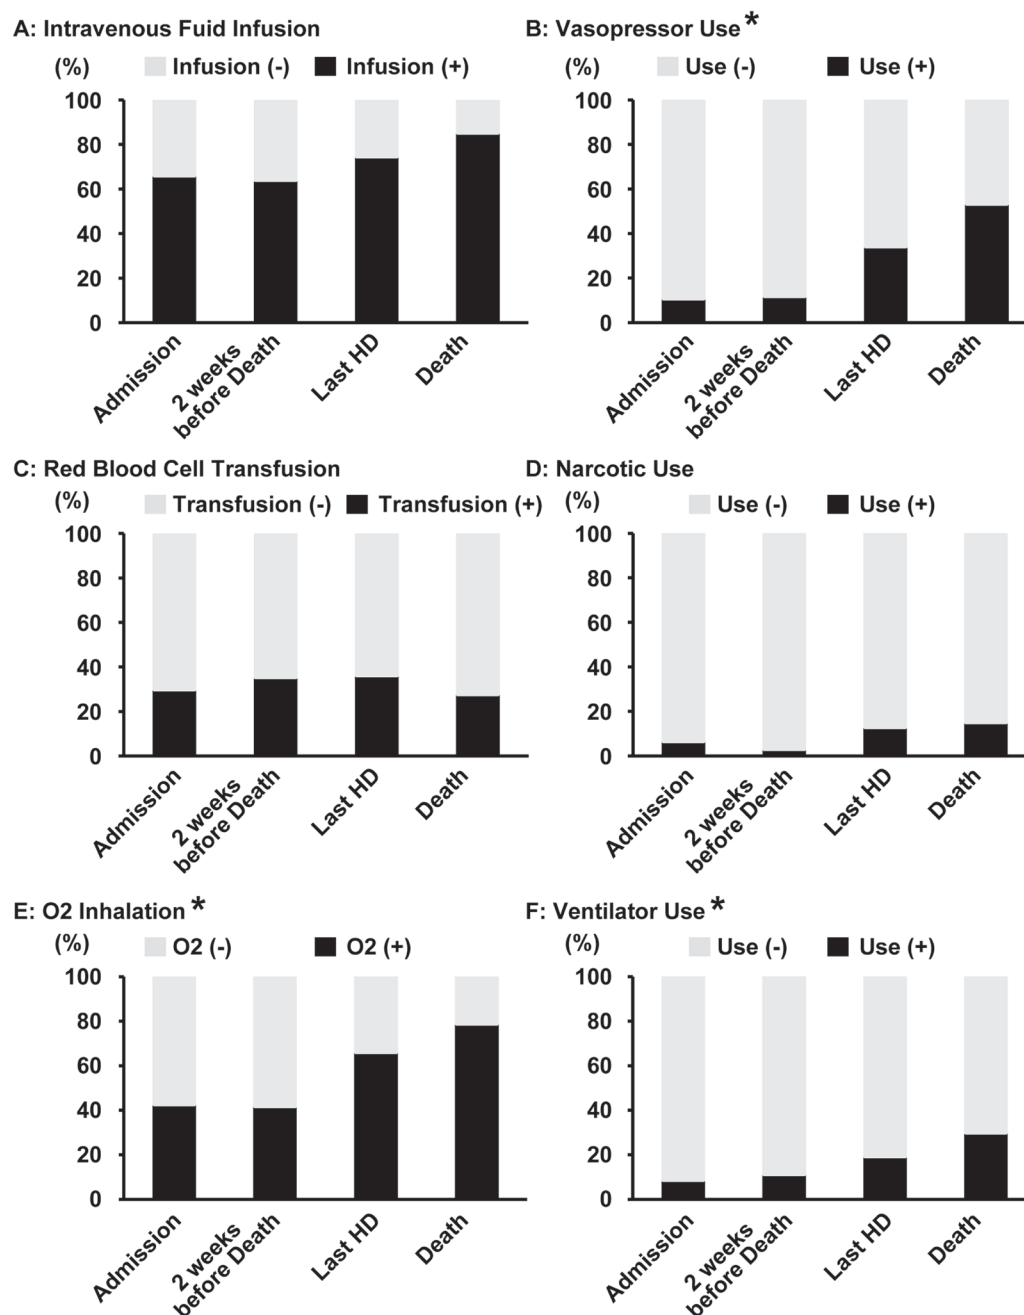 A: Intravenous Fuid Infusion
(%) Infusion (-) Infusion (+)
100
80
60
40
20
0
Admission
2 weeks
before Death
Last HD
Death
B: Vasopressor Use *
(%) Use (-) Use (+)
100
80
60
40
20
0
Admission
2 weeks
before Death
Last HD
Death
C: Red Blood Cell Transfusion
(%) Transfusion (-) Transfusion (+)
100
80
60
40
20
0
Admission
2 weeks
before Death
Last HD
Death
D: Narcotic Use
(%) Use (-) Use (+)
100
80
60
40
20
0
Admission
2 weeks
before Death
Last HD
Death
E: O2 Inhalation *
(%) O2 (-) O2 (+)
100
80
60
40
20
0
Admission
2 weeks
before Death
Last HD
Death
F: Ventilator Use *
(%) Use (-) Use (+)
100
80
60
40
20
0
Admission
2 weeks
before Death
Last HD
Death